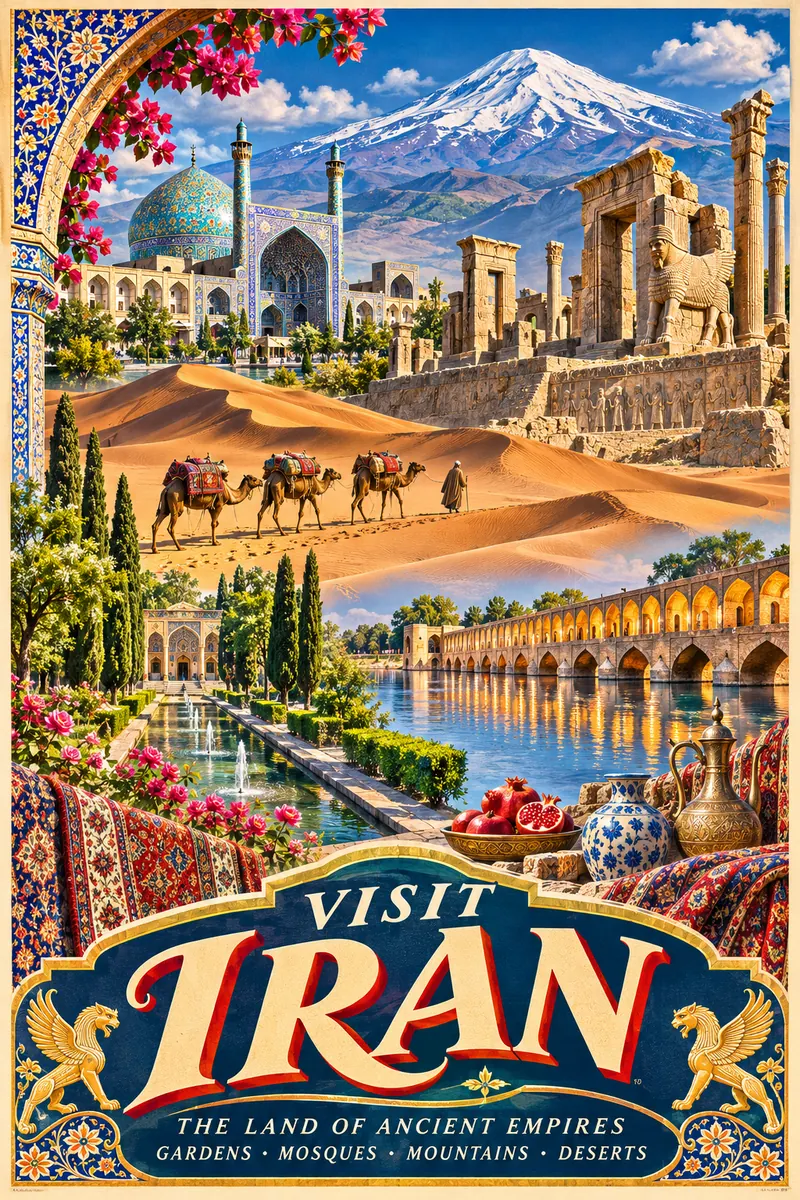 VISIT
IRAN
THE LAND OF ANCIENT EMPIRES
GARDENS • MOSQUES • MOUNTAINS • DESERTS